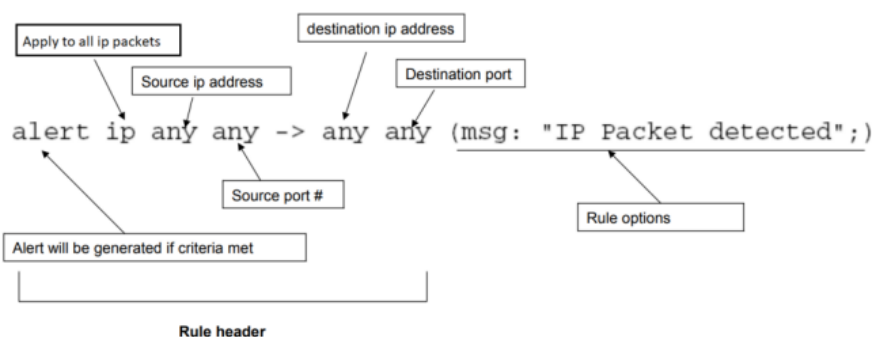 destination ip address
Apply to all ip packets
Destination port
Source ip address
alert ip any any -> any any (msg: "IP Packet detected";)
Source port #
Rule options
Alert will be generated if criteria met
Rule header